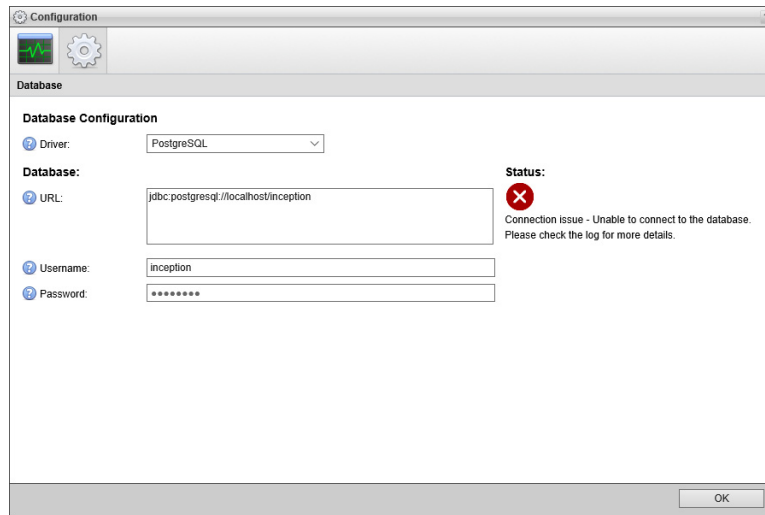 Configuration
Database
Database Configuration
Driver:
PostgreSQL
Database:
Status:
URL:
jdbc:postgresql://localhost/inception
Connection issue - Unable to connect to the database.
Please check the log for more details.
Username:
inception
Password:
••••••••
OK